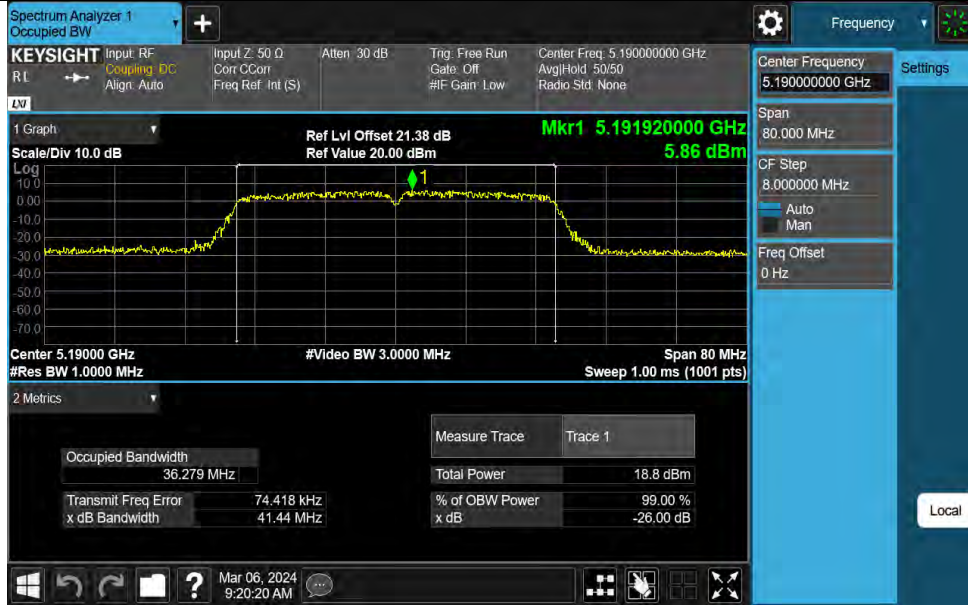 Spectrum Analyzer 1
Occupied BW
Frequency
KEYSIGHT Input: RF Input Z: 50 Ω Atten: 30 dB Trig: Free Run Center Freq: 5.190000000 GHz
RL Coupling: DC Corr CCorr Gate: Off Avg|Hold: 50/50
Align: Auto Freq Ref: Int (S) #IF Gain: Low Radio Std: None
LXI
Center Frequency
5.190000000 GHz
Settings
Span
80.000 MHz
CF Step
8.000000 MHz
Auto
Man
Freq Offset
0 Hz
Local
1 Graph
Ref Lvl Offset 21.38 dB
Mkr1 5.191920000 GHz
Scale/Div 10.0 dB
Ref Value 20.00 dBm
5.86 dBm
Log
1
10.0
0.00
-10.0
-20.0
-30.0
-40.0
-50.0
-60.0
-70.0
Center 5.19000 GHz #Video BW 3.0000 MHz Span 80 MHz
#Res BW 1.0000 MHz Sweep 1.00 ms (1001 pts)
2 Metrics
Measure Trace Trace 1
Occupied Bandwidth
36.279 MHz
Total Power 18.8 dBm
Transmit Freq Error 74.418 kHz % of OBW Power 99.00 %
x dB Bandwidth 41.44 MHz x dB -26.00 dB
?
Mar 06, 2024
9:20:20 AM